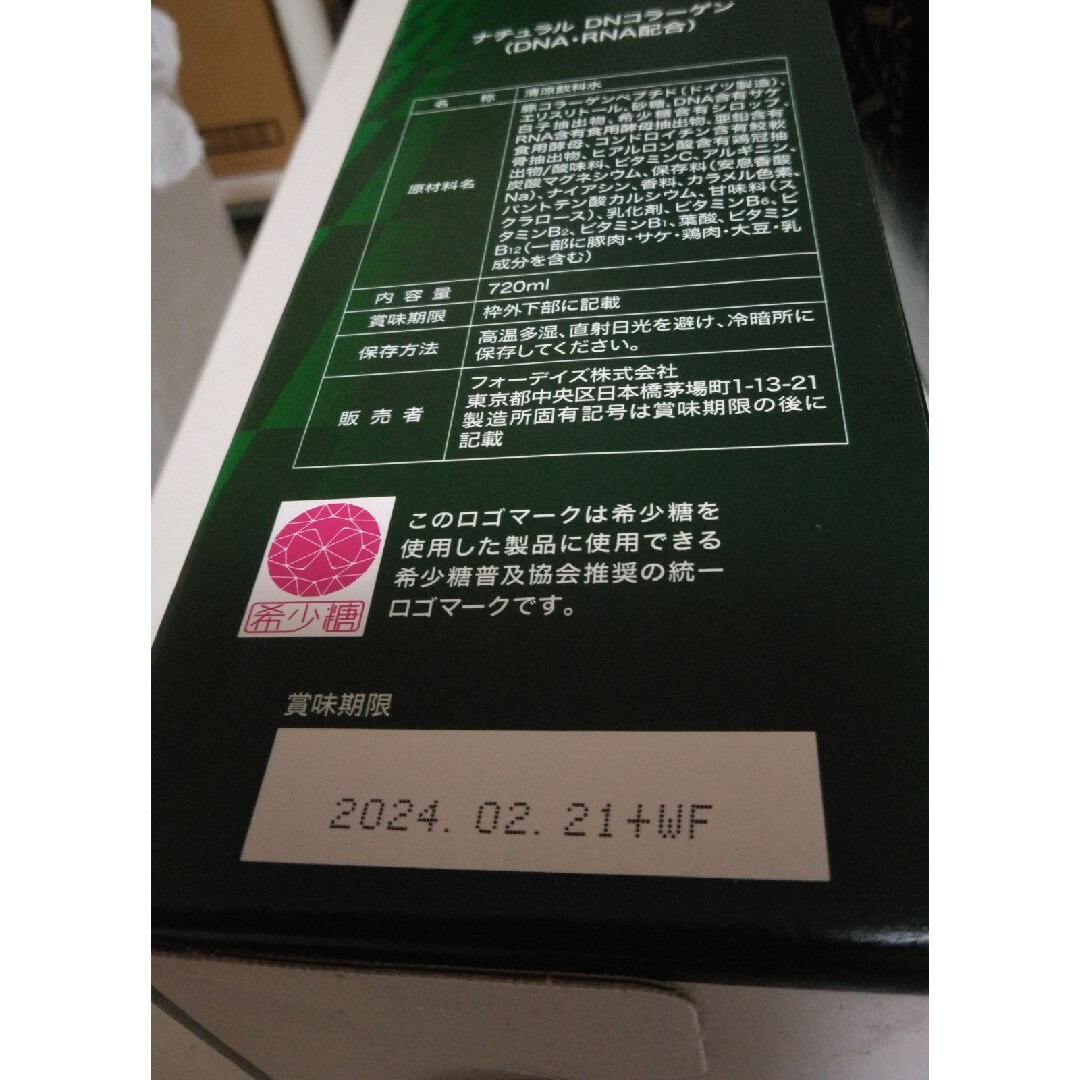 ナチュラル DNコラーゲン
(DNA・RNA配合)
名称 清涼飲料水
原材料名 豚コラーゲンペプチド(ドイツ製造)、
エリスリトール、砂糖、DNA含有サケ
白子抽出物、希少糖含有シロップ、
RNA含有食用酵母抽出物、亜鉛含有
食用酵母、コンドロイチン含有鮫軟
骨抽出物、ヒアルロン酸含有鶏冠抽
出物/酸味料、ビタミンC、アルギニン、
炭酸マグネシウム、保存料(安息香酸
Na)、ナイアシン、香料、カラメル色素、
パントテン酸カルシウム、甘味料(ス
クラロース)、乳化剤、ビタミンB6、ビ
タミンB2、ビタミンB1、葉酸、ビタミン
B12(一部に豚肉・サケ・鶏肉・大豆・乳
成分を含む)
内容量 720ml
賞味期限 枠外下部に記載
保存方法 高温多湿、直射日光を避け、冷暗所に
保存してください。
販売者 フォーデイズ株式会社
東京都中央区日本橋茅場町1-13-21
製造所固有記号は賞味期限の後に
記載
このロゴマークは希少糖を
使用した製品に使用できる
希少糖普及協会推奨の統一
ロゴマークです。
希少糖
賞味期限
2024.02.21+WF